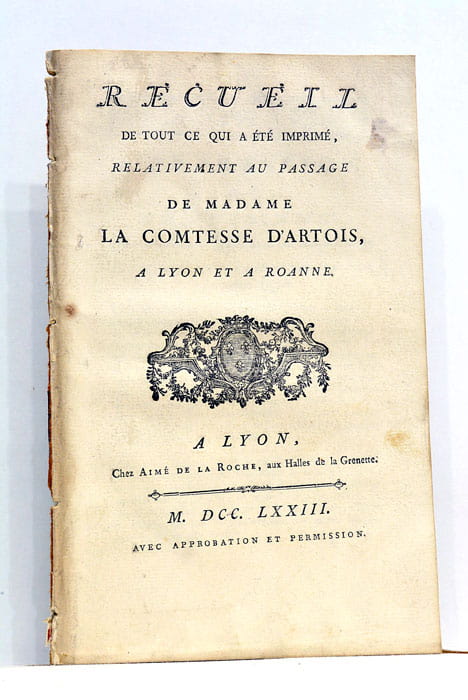 RECUEIL
DE TOUT CE QUI A ÉTÉ IMPRIMÉ,
RELATIVEMENT AU PASSAGE
DE MADAME
LA COMTESSE D'ARTOIS,
A LYON ET A ROANNE.
A LYON,
Chez AIMÉ DE LA ROCHE, aux Halles de la Grenette.
M. DCC. LXXIII.
AVEC APPROBATION ET PERMISSION.